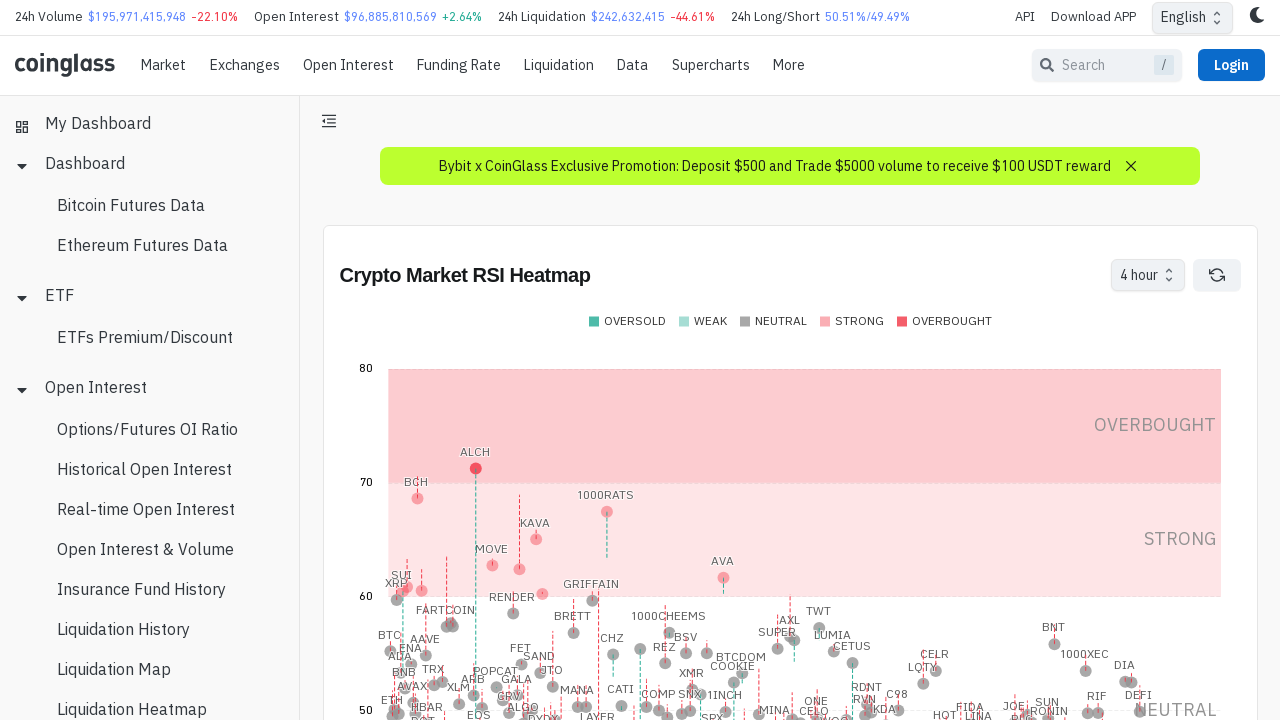 24h Volume $195,971,415,948 -22.10% Open Interest $96,885,810,569 +2.64% 24h Liquidation $242,632,415 -44.61% 24h Long/Short 50.51%/49.49% API Download APP English
coinglass Market Exchanges Open Interest Funding Rate Liquidation Data Supercharts More Search / Login
My Dashboard
Dashboard
Bitcoin Futures Data
Ethereum Futures Data
ETF
ETFs Premium/Discount
Open Interest
Options/Futures OI Ratio
Historical Open Interest
Real-time Open Interest
Open Interest & Volume
Insurance Fund History
Liquidation History
Liquidation Map
Liquidation Heatmap
Bybit x CoinGlass Exclusive Promotion: Deposit $500 and Trade $5000 volume to receive $100 USDT reward
Crypto Market RSI Heatmap 4 hour
OVERSOLD WEAK NEUTRAL STRONG OVERBOUGHT
80
OVERBOUGHT
ALCH
70 BCH
1000RATS
KAVA
STRONG
MOVE
AVA
SUI
XRP GRIFFAIN
60 RENDER
FARTCOIN BRETT 1000CHEEMS TWT
AXL
BTC AAVE CHZ BSV SUPER LUMIA BNT
ENA FET REZ CETUS
ADA SAND BTCDOM CELR 1000XEC
BNB TRX POPCAT JTO XMR COOKIE LQTY DIA
ARB GALA
AVAX XLM MANA CATI COMP SNX 1INCH RDNT C98 RIF DEFI
ETH CRV ONE RVN SUN
50 HBAR ALGO CELO KDA FIDA JOE RONIN NEUTRAL
EOS LAYER HOT LINA
DYDX SPX